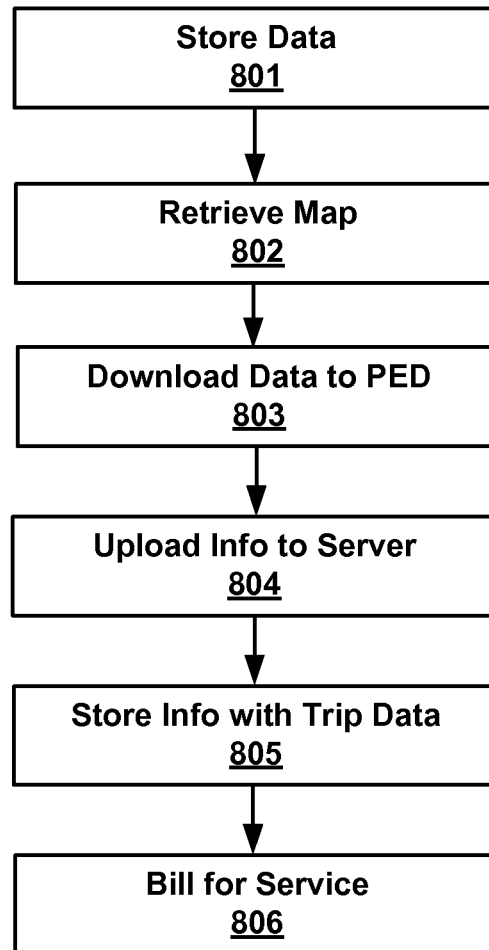 Store Data
801
Retrieve Map
802
Download Data to PED
803
Upload Info to Server
804
Store Info with Trip Data
805
Bill for Service
806